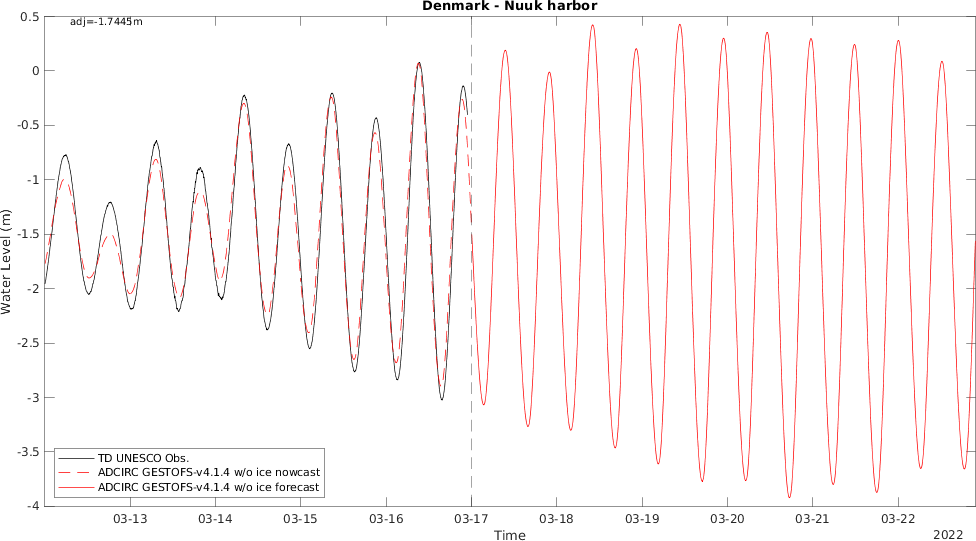 Denmark - Nuuk harbor
adj=-1.7445m
0.5
0
-0.5
-1
-1.5
-2
-2.5
-3
-3.5
-4
Water Level (m)
TD UNESCO Obs.
ADCIRC GESTOFS-v4.1.4 w/o ice nowcast
ADCIRC GESTOFS-v4.1.4 w/o ice forecast
03-13 03-14 03-15 03-16 03-17 03-18 03-19 03-20 03-21 03-22
Time
2022